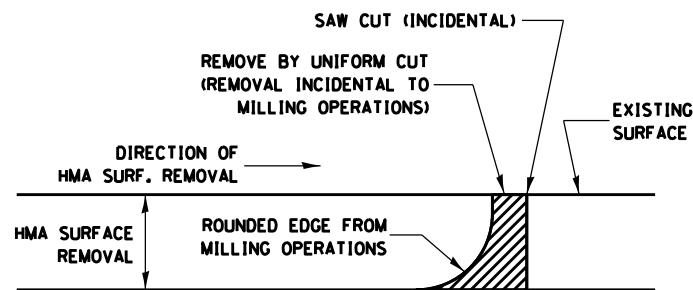 SAW CUT (INCIDENTAL)
REMOVE BY UNIFORM CUT
(REMOVAL INCIDENTAL TO
MILLING OPERATIONS)
EXISTING
SURFACE
DIRECTION OF
HMA SURF. REMOVAL
HMA SURFACE
REMOVAL
ROUNDED EDGE FROM
MILLING OPERATIONS